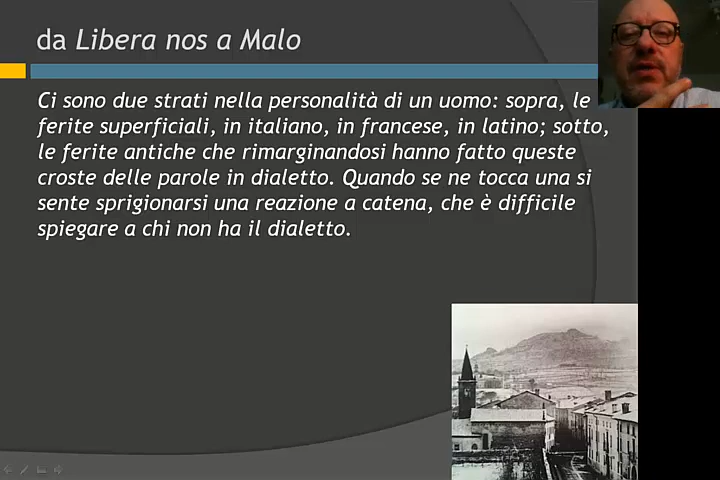 da Libera nos a Malo
Ci sono due strati nella personalità di un uomo: sopra, le
ferite superficiali, in italiano, in francese, in latino; sotto,
le ferite antiche che rimarginandosi hanno fatto queste
croste delle parole in dialetto. Quando se ne tocca una si
sente sprigionarsi una reazione a catena, che è difficile
spiegare a chi non ha il dialetto.